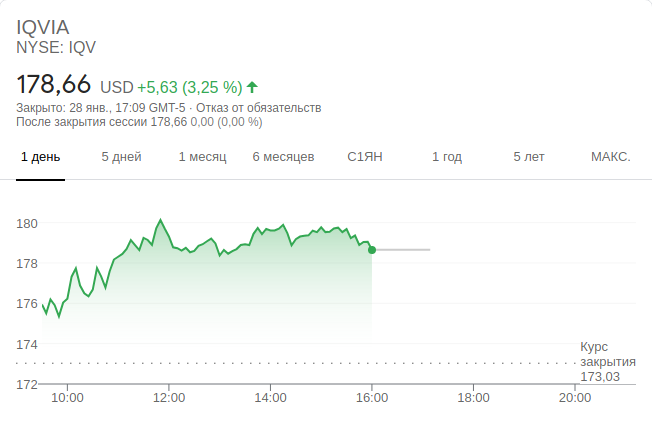 IQVIA
NYSE: IQV
178,66 USD +5,63 (3,25 %)
Закрыто: 28 янв., 17:09 GMT-5 · Отказ от обязательств
После закрытия сессии 178,66 0,00 (0,00 %)
1 день 5 дней 1 месяц 6 месяцев С1ЯН 1 год 5 лет МАКС.
180
178
176
174
Курс
закрытия
173,03
172
10:00 12:00 14:00 16:00 18:00 20:00